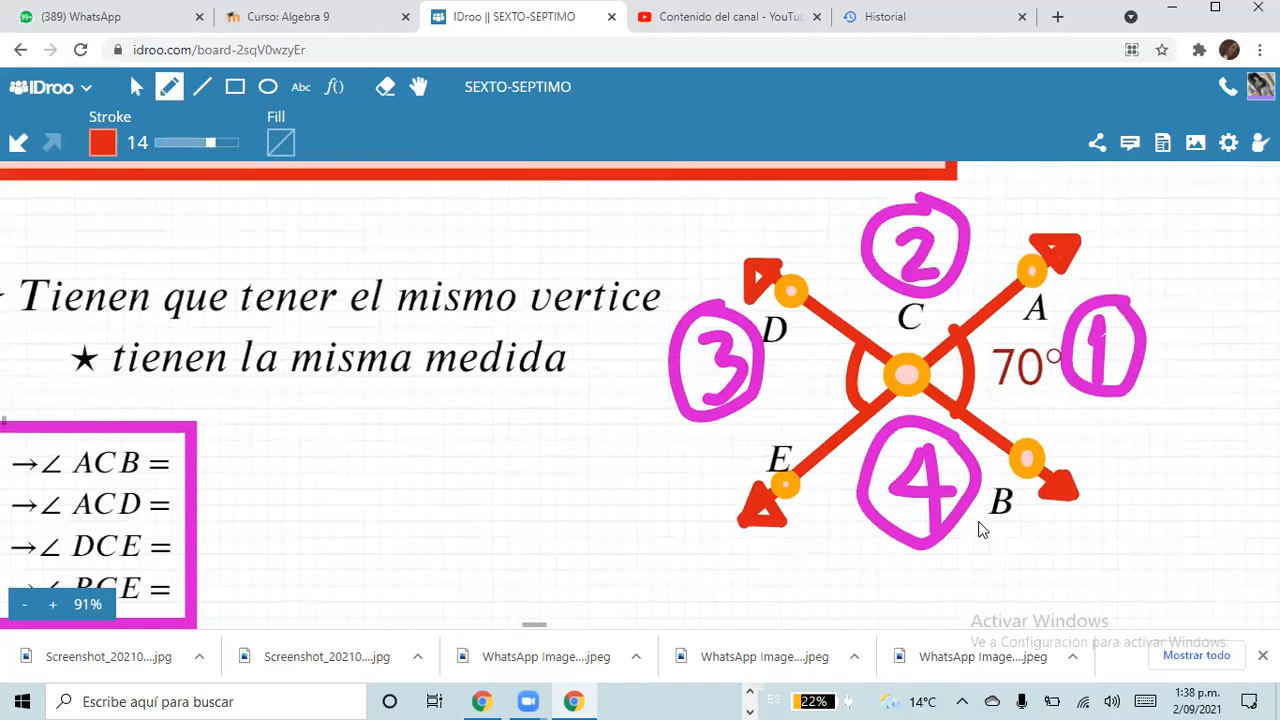 (389) WhatsApp
Curso: Algebra 9
IDroo || SEXTO-SEPTIMO
Contenido del canal - YouTu
Historial
idroo.com/board-2sqV0wzyEr
IDroo
Abc
f()
SEXTO-SEPTIMO
Stroke
Fill
14
Tienen que tener el mismo vertice
★ tienen la misma medida
2
D
C
A
3
70°
1
E
4
B
→∠ ACB =
→∠ ACD =
→∠ DCE =
→∠ BCE =
- + 91%
Activar Windows
Ve a Configuración para activar Windows.
Screenshot_20210....jpg
Screenshot_20210....jpg
WhatsApp Image....jpeg
WhatsApp Image....jpeg
WhatsApp Image....jpeg
Mostrar todo
Escribe aquí para buscar
ES
22%
14°C
1:38 p.m.
2/09/2021